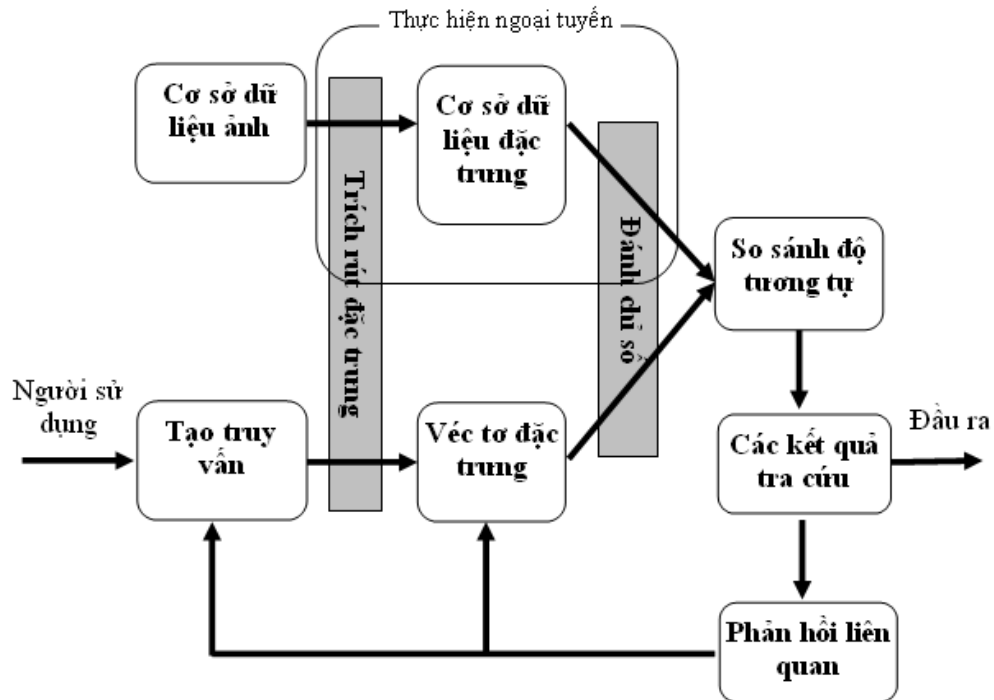 Thực hiện ngoại tuyến
Cơ sở dữ
liệu ảnh
Cơ sở dữ
liệu đặc
trưng
Trích rút đặc trưng
Đánh chỉ số
So sánh độ
tương tự
Người sử
dụng
Tạo truy
vấn
Véc tơ đặc
trưng
Các kết quả
tra cứu
Đầu ra
Phản hồi liên
quan